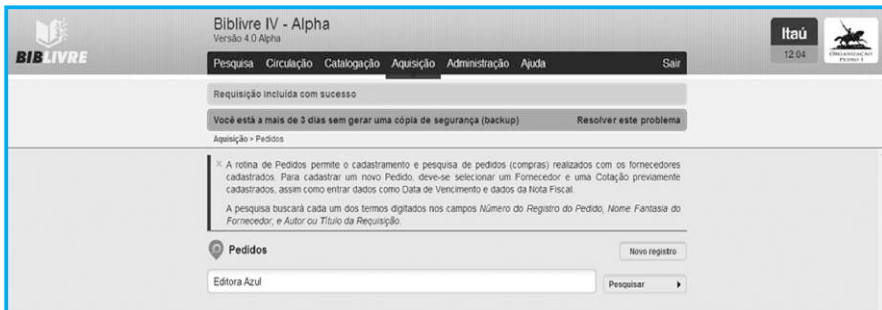 BIBLIVRE
Biblivre IV - Alpha
Versão 4.0 Alpha
Itaú
12:04
ORGANIZAÇÃO
PEDRO I
Pesquisa Circulação Catalogação Aquisição Administração Ajuda Sair
Requisição incluída com sucesso
Você está a mais de 3 dias sem gerar uma cópia de segurança (backup) Resolver este problema
Aquisição > Pedidos
× A rotina de Pedidos permite o cadastramento e pesquisa de pedidos (compras) realizados com os fornecedores
cadastrados. Para cadastrar um novo Pedido, deve-se selecionar um Fornecedor e uma Cotação previamente
cadastrados, assim como entrar dados como Data de Vencimento e dados da Nota Fiscal.
A pesquisa buscará cada um dos termos digitados nos campos Número do Registro do Pedido, Nome Fantasia do
Fornecedor, e Autor ou Título da Requisição.
Pedidos Novo registro
Editora Azul Pesquisar